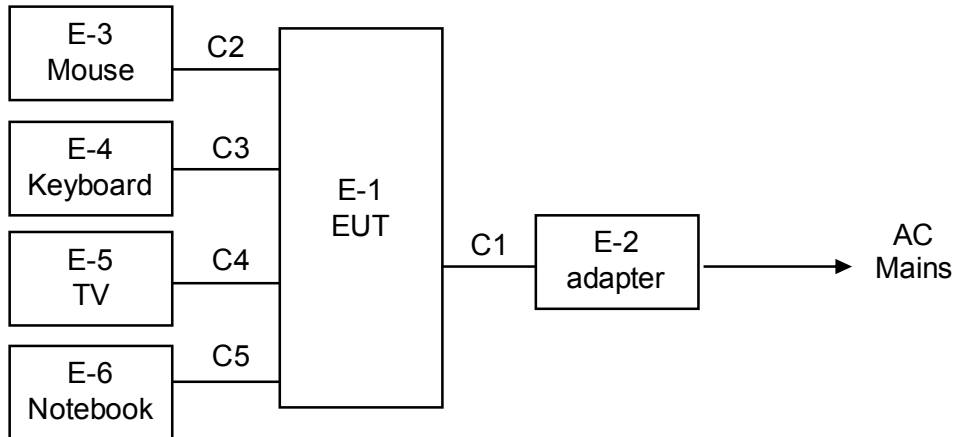 E-3
Mouse
C2
E-4
Keyboard
C3
E-5
TV
C4
E-6
Notebook
C5
E-1
EUT
C1
E-2
adapter
AC
Mains